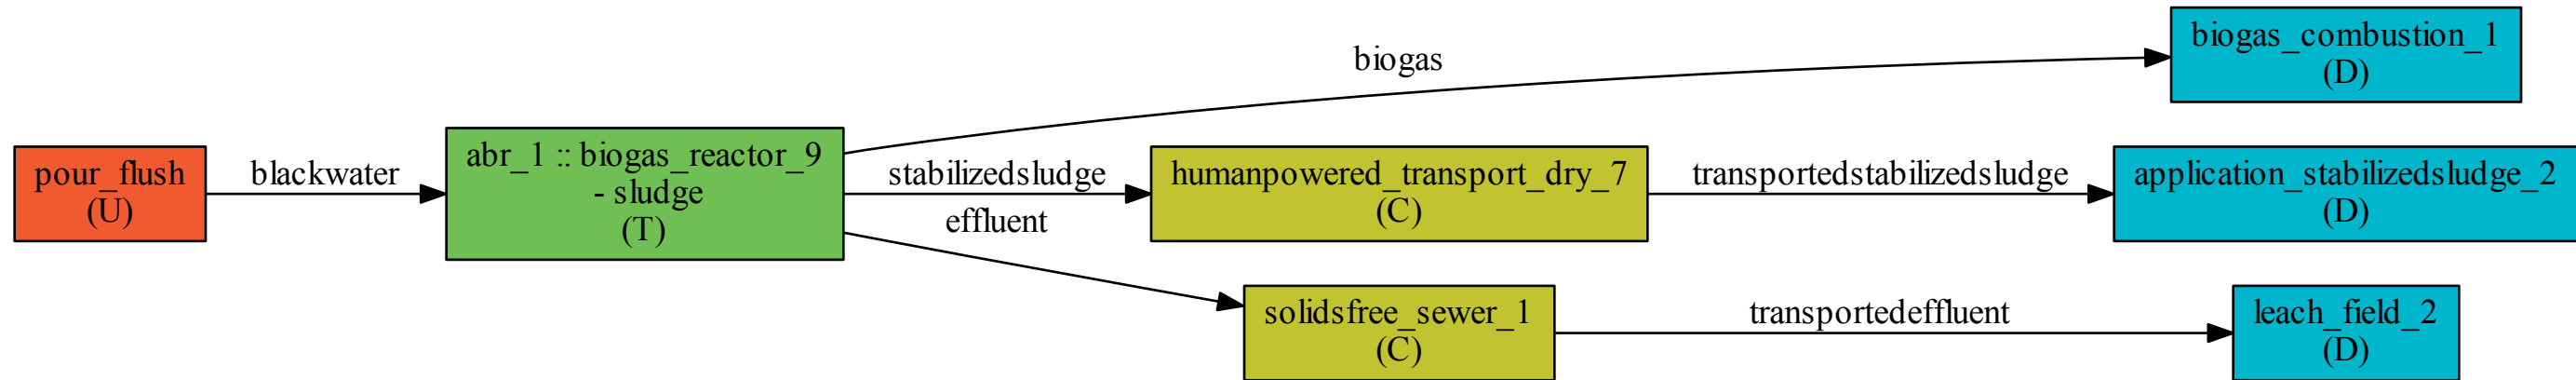 pour_flush
(U)
blackwater
abr_1 :: biogas_reactor_9
- sludge
(T)
biogas
stabilizedsludge
effluent
humanpowered_transport_dry_7
(C)
solidsfree_sewer_1
(C)
transportedstabilizedsludge
transportedeffluent
biogas_combustion_1
(D)
application_stabilizedsludge_2
(D)
leach_field_2
(D)